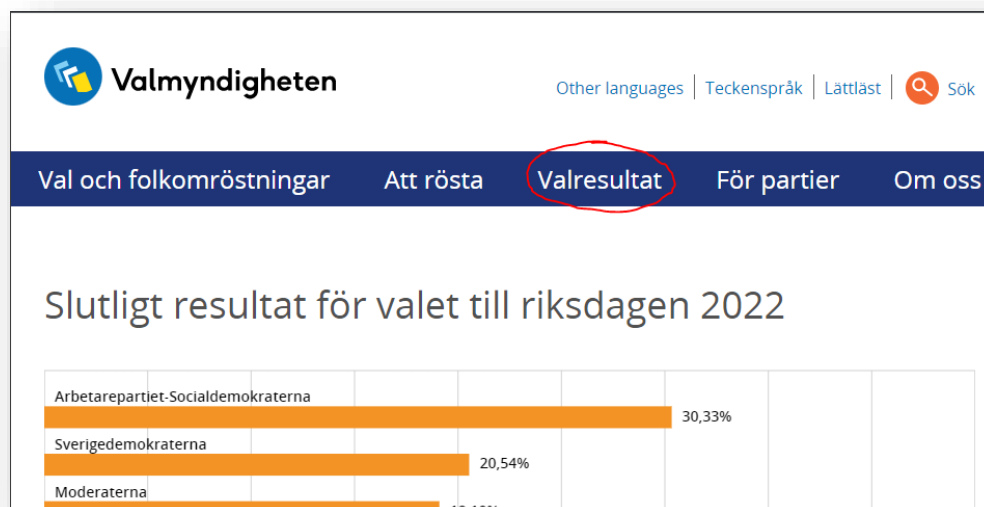 Valmyndigheten
Other languages Teckenspråk Lättläst Sök
Val och folkomröstningar Att rösta Valresultat För partier Om oss
Slutligt resultat för valet till riksdagen 2022
Arbetarepartiet-Socialdemokraterna
30,33%
Sverigedemokraterna
20,54%
Moderaterna